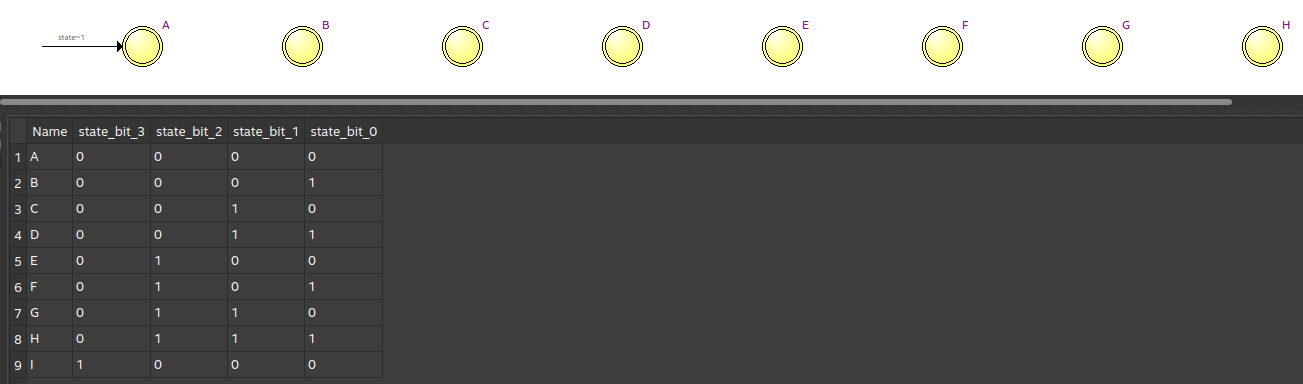 state~1 A B C D E F G H
Name state_bit_3 state_bit_2 state_bit_1 state_bit_0
1 A 0 0 0 0
2 B 0 0 0 1
3 C 0 0 1 0
4 D 0 0 1 1
5 E 0 1 0 0
6 F 0 1 0 1
7 G 0 1 1 0
8 H 0 1 1 1
9 I 1 0 0 0